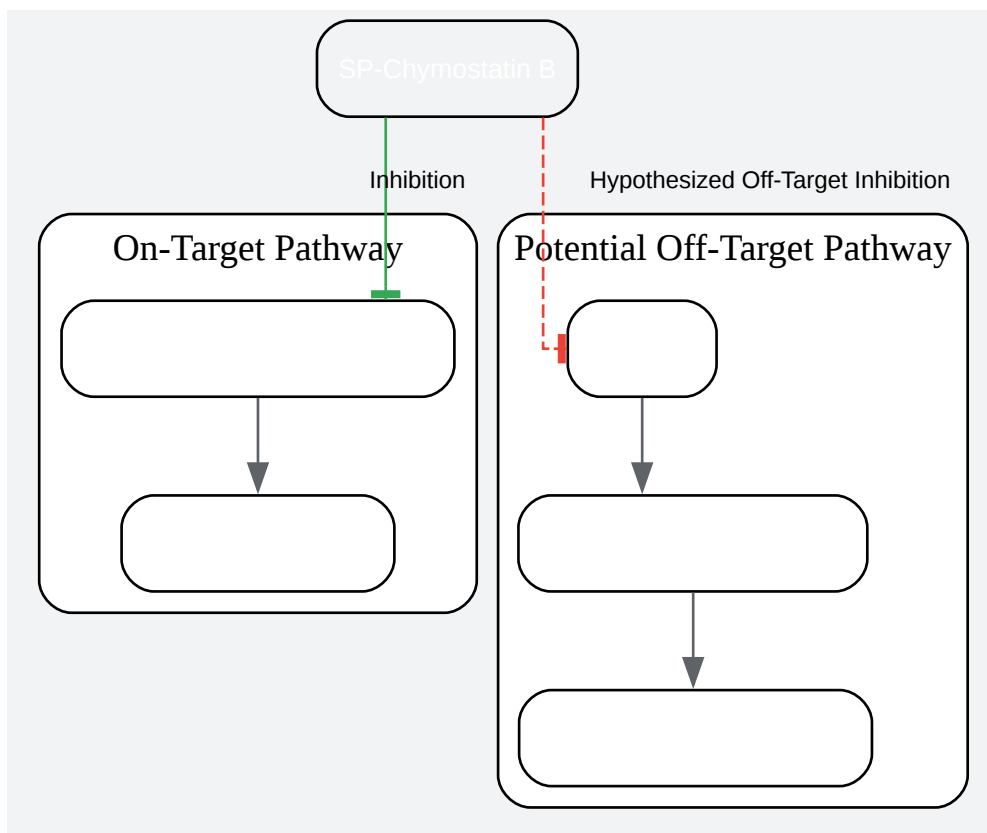 SP-Chymostatin B
Inhibition
Hypothesized Off-Target Inhibition
On-Target Pathway
Potential Off-Target Pathway